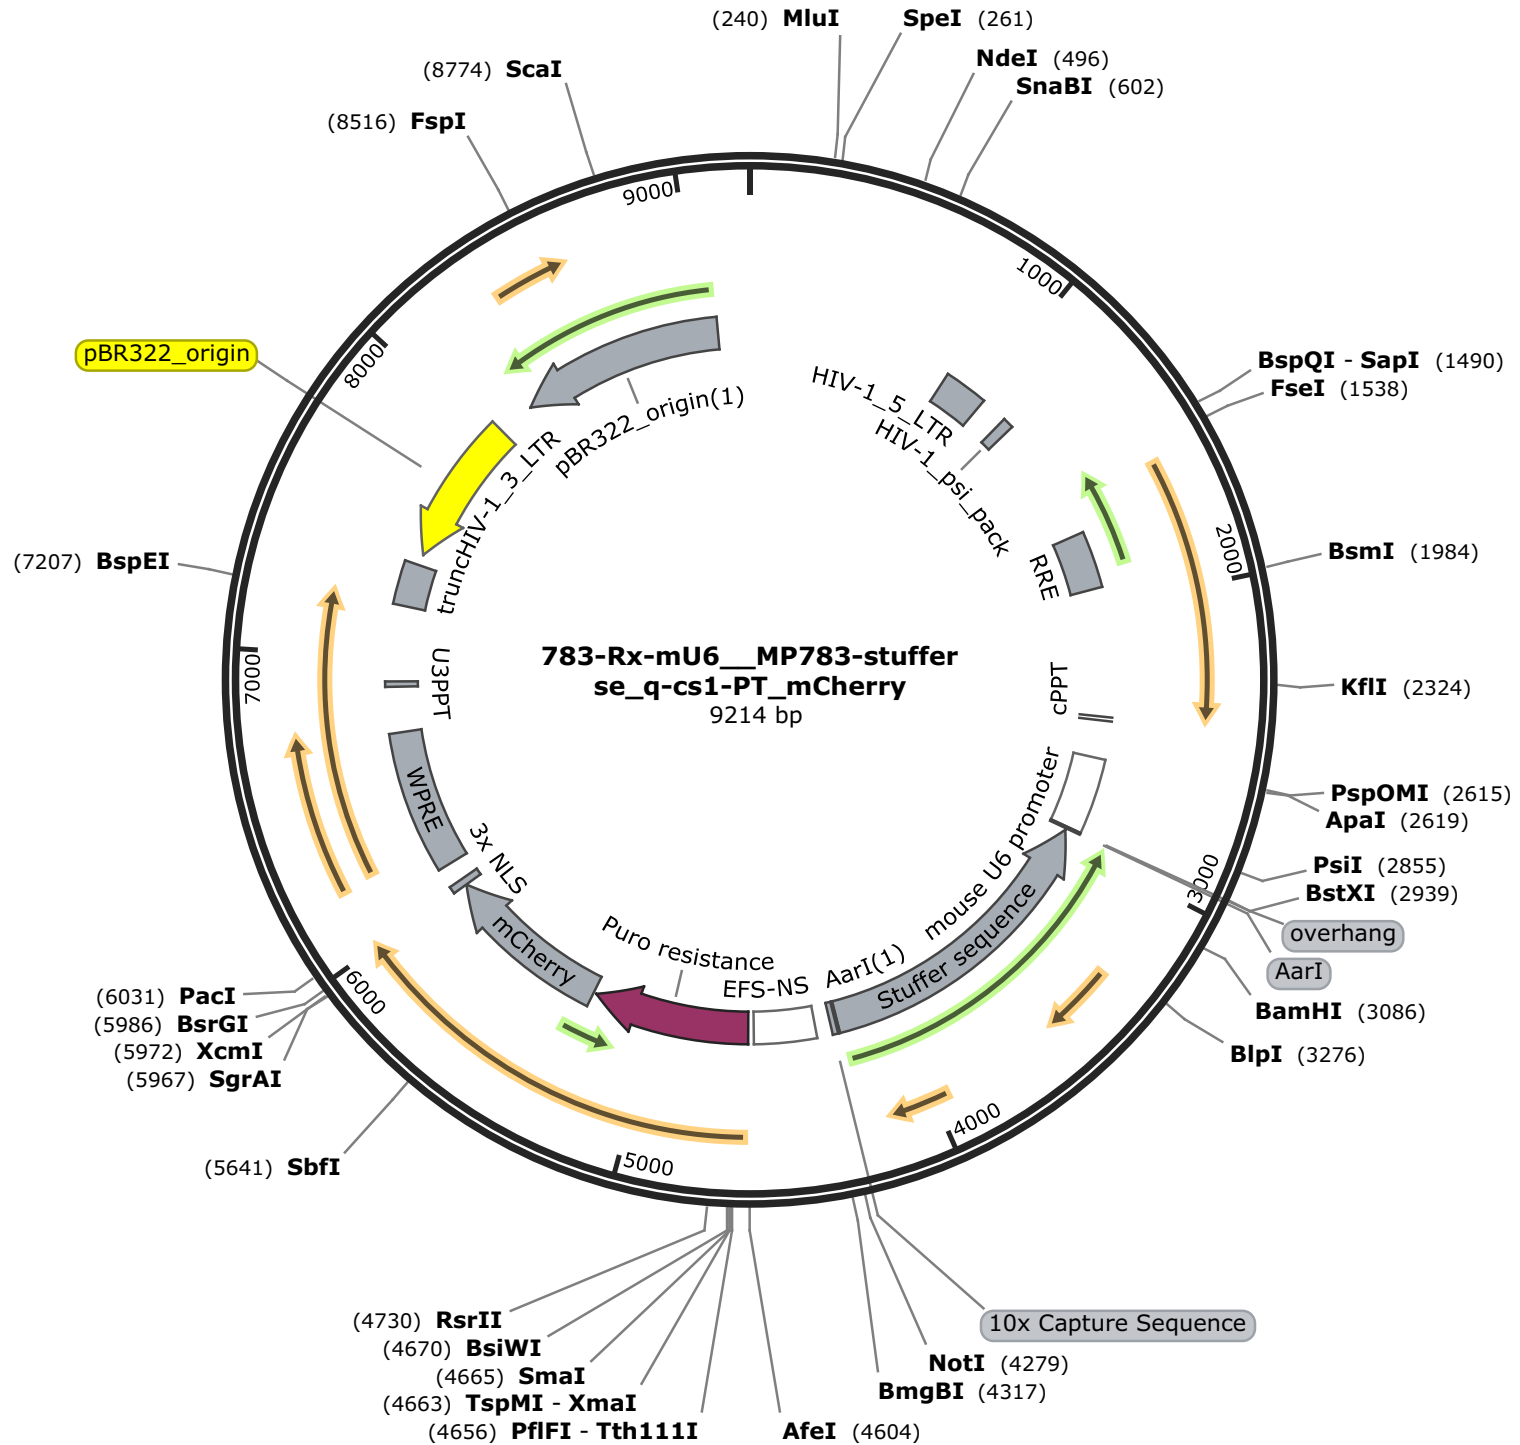 (240) MluI
SpeI (261)
NdeI (496)
SnaBI (602)
(8774) ScaI
(8516) FspI
9000
1000
pBR322_origin
8000
BspQI - SapI (1490)
FseI (1538)
HIV-1_5_LTR
HIV-1_psi_pack
pBR322_origin(1)
truncHIV-1_3_LTR
2000
BsmI (1984)
(7207) BspEI
RRE
7000
U3PPT
cPPT
783-Rx-mU6__MP783-stuffer
se_q-cs1-PT_mCherry
9214 bp
KflI (2324)
PspOMI (2615)
ApaI (2619)
PsiI (2855)
BstXI (2939)
3000
overhang
AarI
BamHI (3086)
BlpI (3276)
mouse U6 promoter
Stuffer sequence
AarI(1)
EFS-NS
Puro resistance
mCherry
3x NLS
WPRE
(6031) PacI
(5986) BsrGI
(5972) XcmI
(5967) SgrAI
6000
(5641) SbfI
5000
4000
(4730) RsrII
(4670) BsiWI
(4665) SmaI
(4663) TspMI - XmaI
(4656) PflFI - Tth111I
AfeI (4604)
10x Capture Sequence
NotI (4279)
BmgBI (4317)